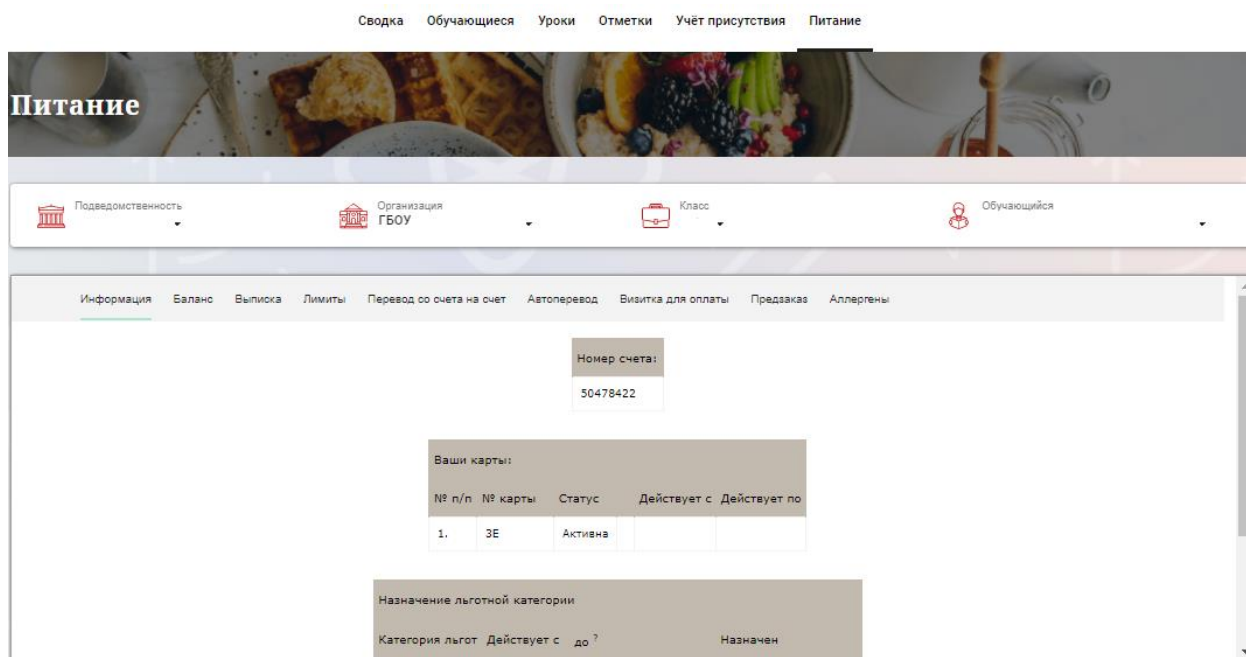 Сводка Обучающиеся Уроки Отметки Учёт присутствия Питание
Питание
Подведомственность Организация Класс Обучающийся
ГБОУ
Информация Баланс Выписка Лимиты Перевод со счета на счет Автоперевод Визитка для оплаты Предзаказ Аллергены
Номер счета:
50478422
Ваши карты:
№ п/п № карты Статус Действует с Действует по
1. 3E Активна
Назначение льготной категории
Категория льгот Действует с до ? Назначен